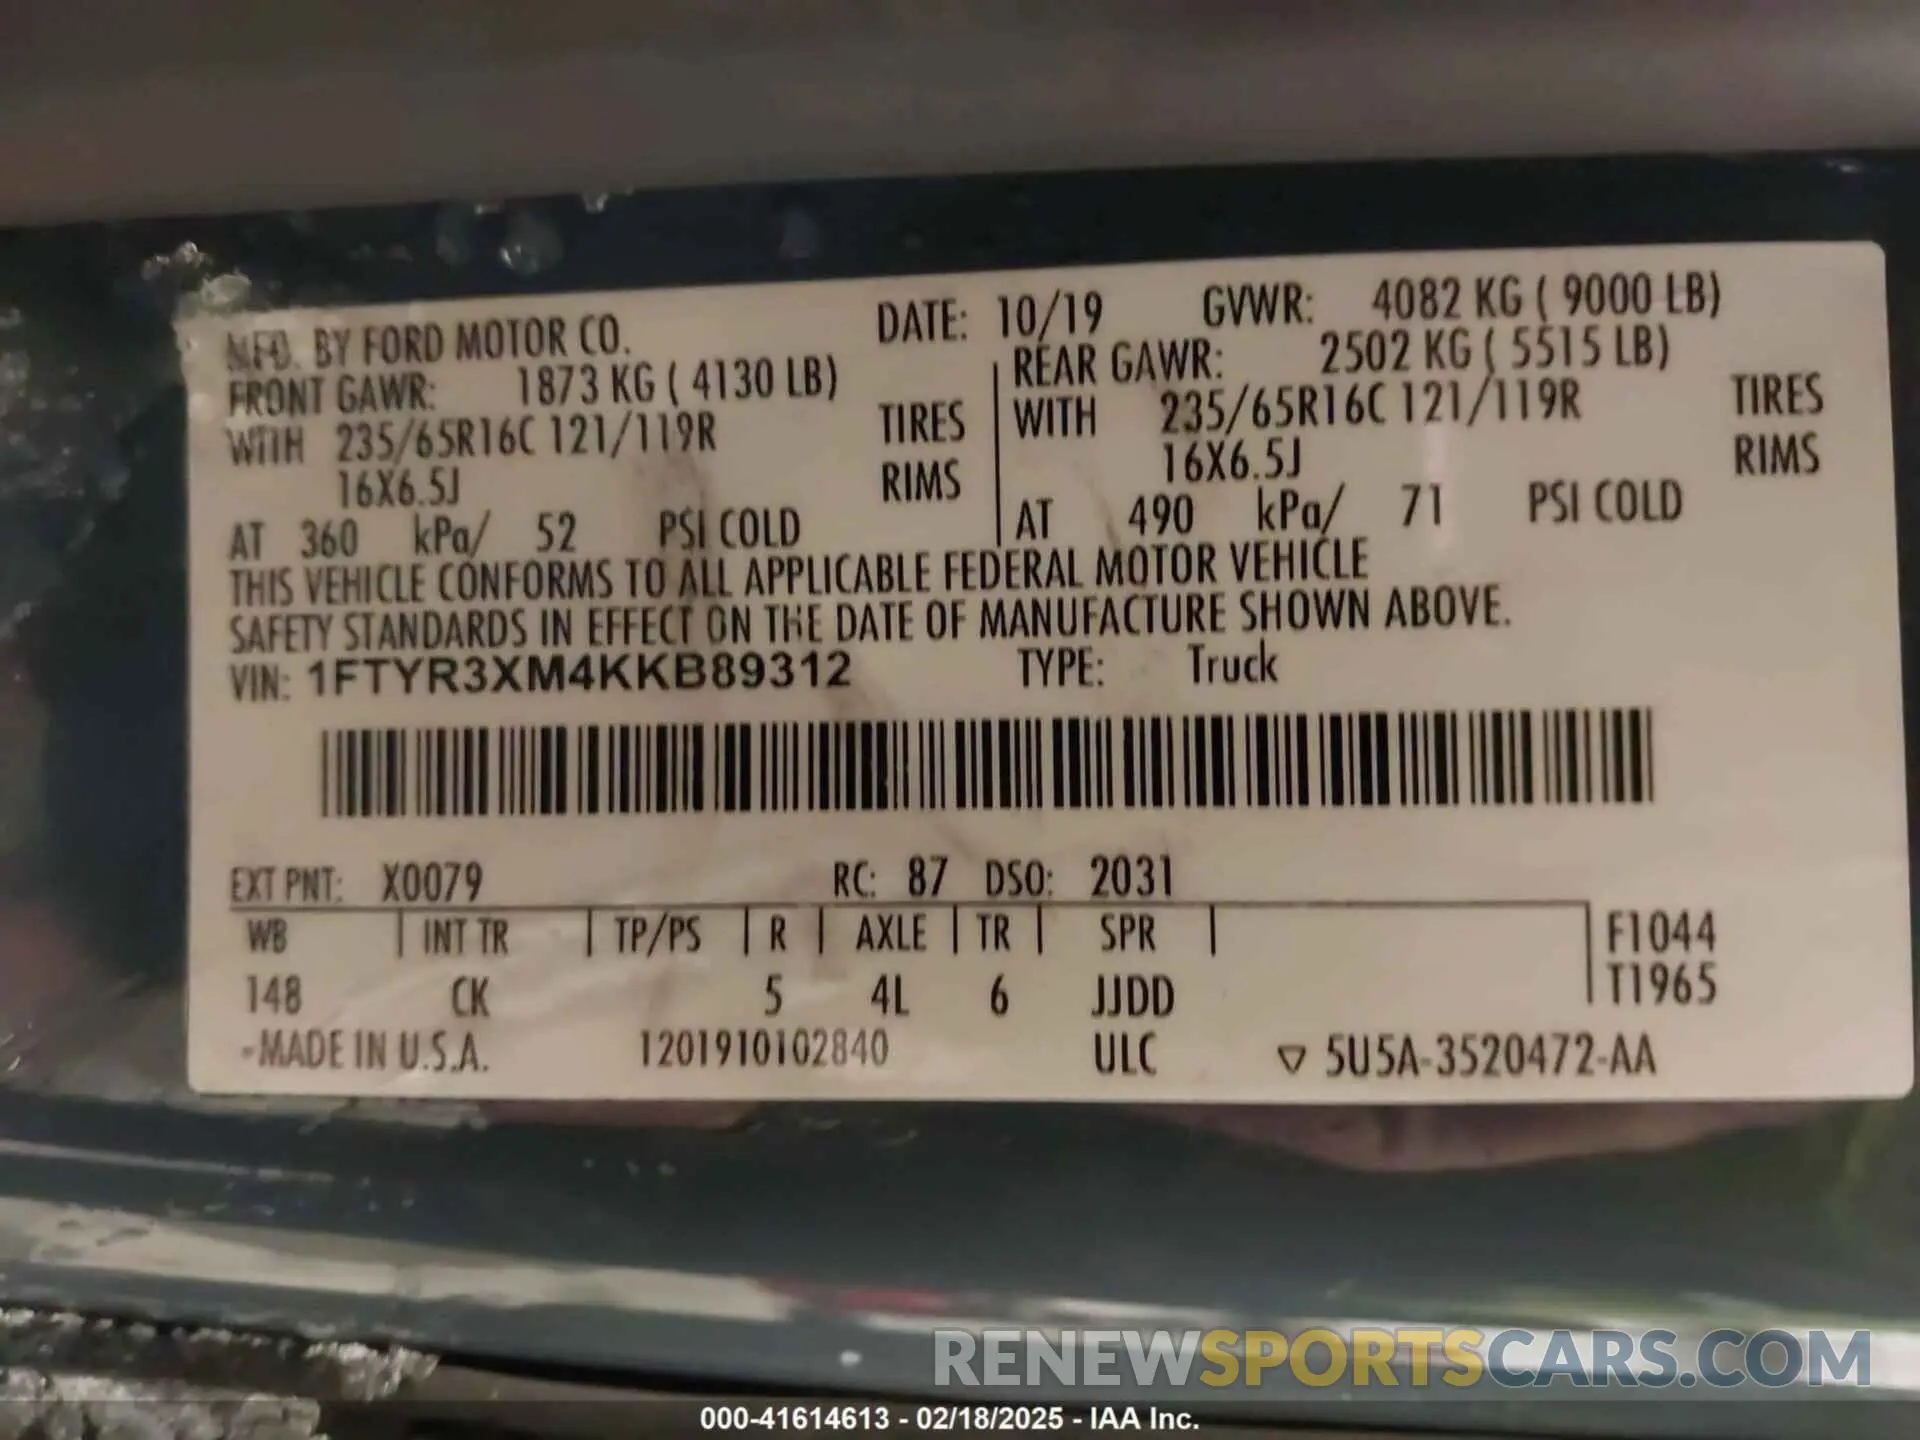 MFD. BY FORD MOTOR CO. DATE: 10/19 GVWR: 4082 KG ( 9000 LB)
FRONT GAWR: 1873 KG ( 4130 LB) REAR GAWR: 2502 KG ( 5515 LB)
WITH 235/65R16C 121/119R TIRES WITH 235/65R16C 121/119R TIRES
16X6.5J RIMS 16X6.5J RIMS
AT 360 kPa/ 52 PSI COLD AT 490 kPa/ 71 PSI COLD
THIS VEHICLE CONFORMS TO ALL APPLICABLE FEDERAL MOTOR VEHICLE
SAFETY STANDARDS IN EFFECT ON THE DATE OF MANUFACTURE SHOWN ABOVE.
VIN: 1FTYR3XM4KKB89312 TYPE: Truck
EXT PNT: X0079 RC: 87 DSO: 2031
WB INT TR TP/PS R AXLE TR SPR F1044
T1965
148 CK 5 4L 6 JJDD
MADE IN U.S.A. 1201910102840 ULC ▽ 5U5A-3520472-AA
RENEWSPORTSCARS.COM
000-41614613 - 02/18/2025 - IAA Inc.